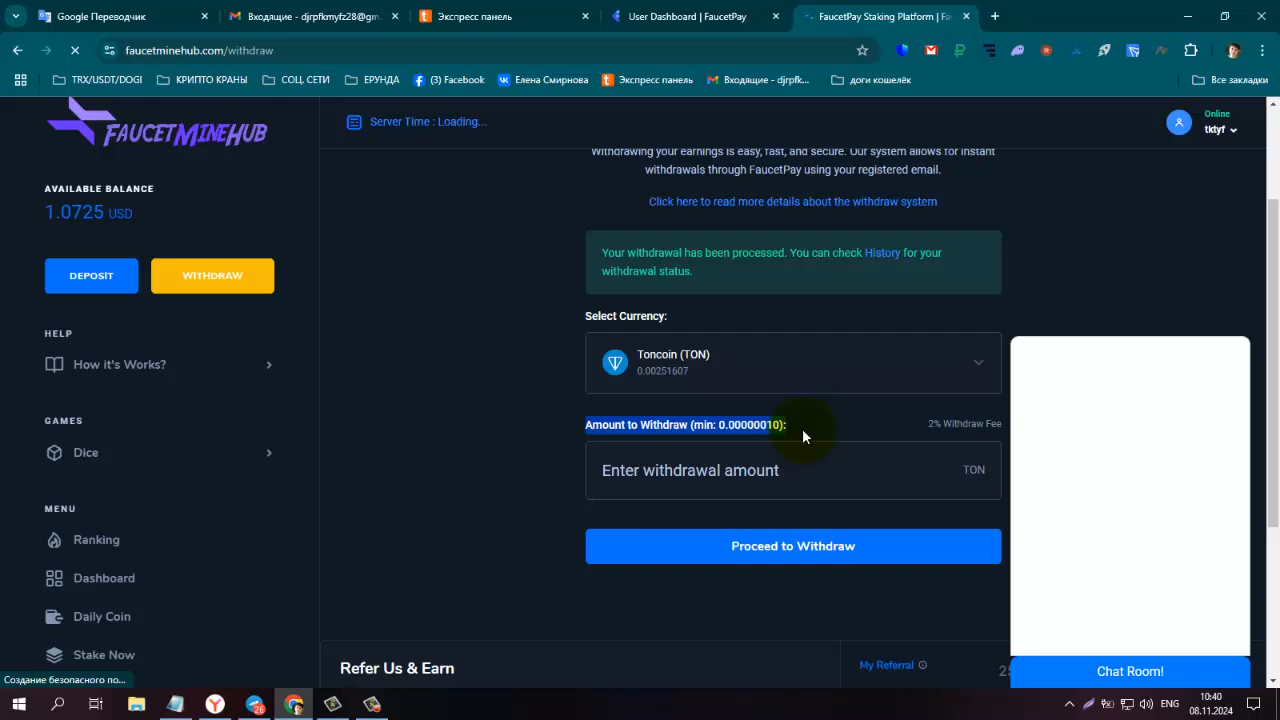 Google Переводчик
Входящие - djrpfkmyfz28@gm
Экспресс панель
User Dashboard | FaucetPay
FaucetPay Staking Platform | Fa
faucetminehub.com/withdraw
TRX/USDT/DOGI
КРИПТО КРАНЫ
СОЦ. СЕТИ
ЕРУНДА
(3) Facebook
Елена Смирнова
Экспресс панель
Входящие - djrpfk...
доги кошелёк
Все закладки
FAUCETMINEHUB
Server Time : Loading...
Online
tktyf
AVAILABLE BALANCE
1.0725 USD
DEPOSIT
WITHDRAW
HELP
How it's Works?
GAMES
Dice
MENU
Ranking
Dashboard
Daily Coin
Stake Now
Withdrawing your earnings is easy, fast, and secure. Our system allows for instant
withdrawals through FaucetPay using your registered email.
Click here to read more details about the withdraw system
Your withdrawal has been processed. You can check History for your
withdrawal status.
Select Currency:
Toncoin (TON)
0.00251607
Amount to Withdraw (min: 0.00000010):
2% Withdraw Fee
Enter withdrawal amount
TON
Proceed to Withdraw
Refer Us & Earn
My Referral
25
Chat Room!
Создание безопасного по...
26
ENG
10:40
08.11.2024